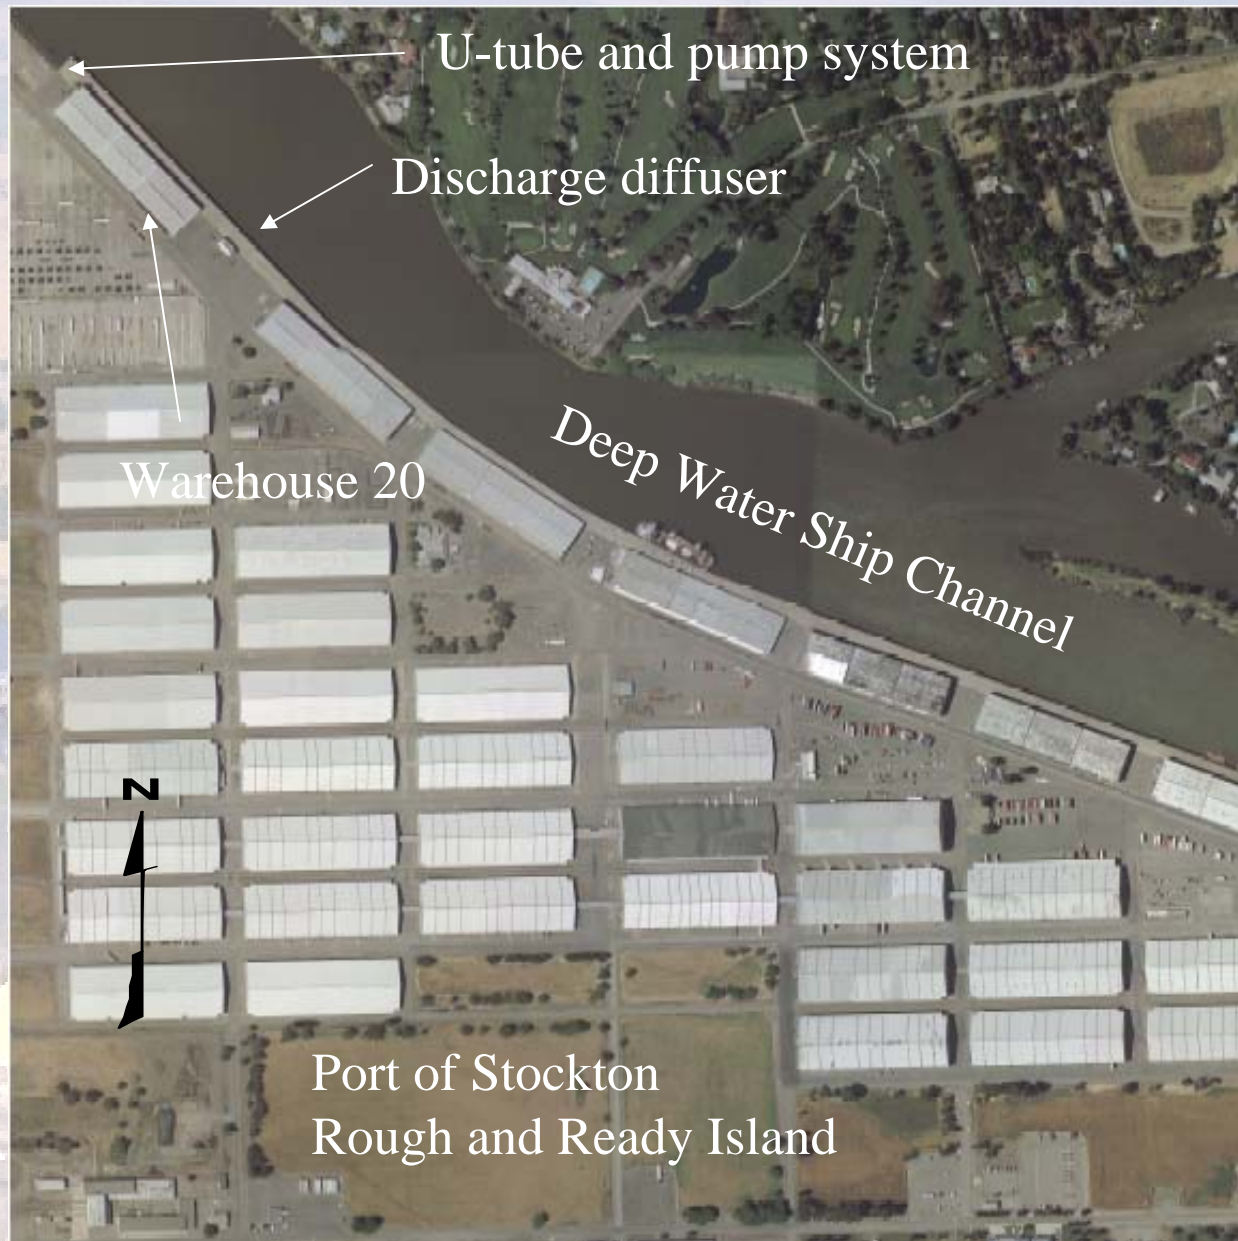 U-tube and pump system
Discharge diffuser
Deep Water Ship Channel
Warehouse 20
N
Port of Stockton
Rough and Ready Island